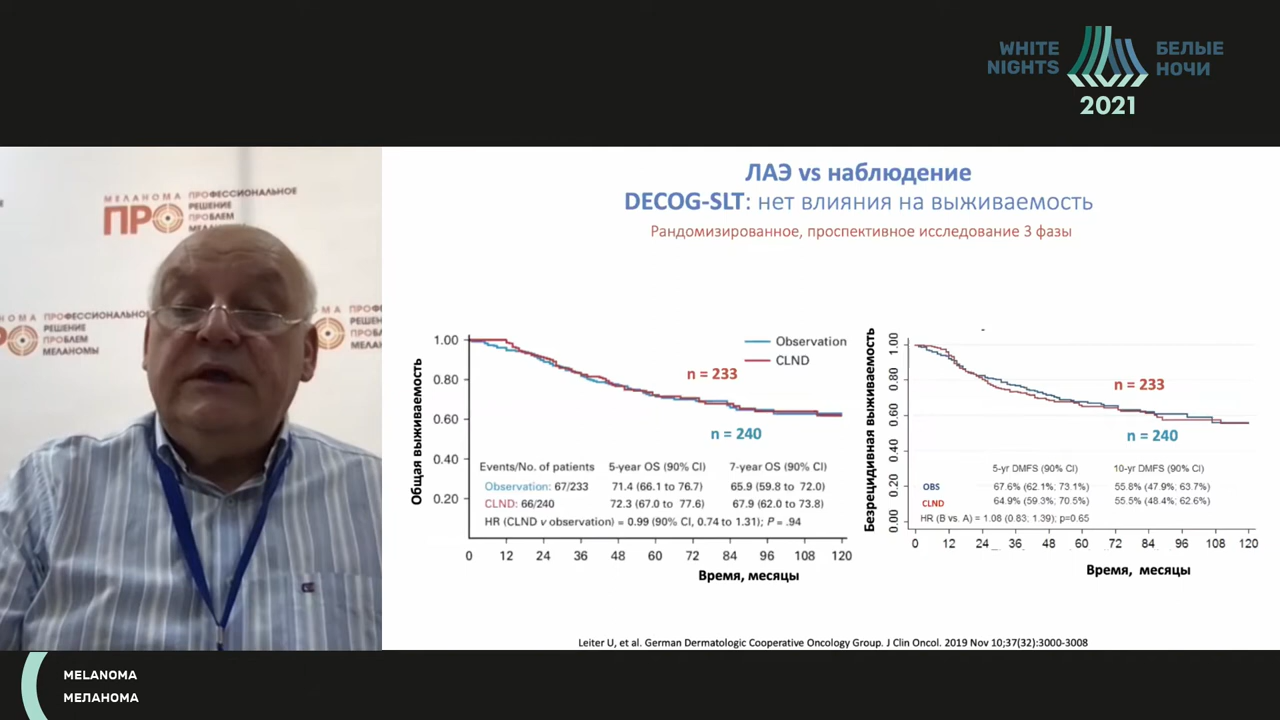 WHITE NIGHTS
БЕЛЫЕ НОЧИ
2021
МЕЛАНОМА
ПРО
ПРОФЕССИОНАЛЬНОЕ
РЕШЕНИЕ
ПРОБЛЕМ
МЕЛАНОМЫ
ПРОФЕССИОНАЛЬНОЕ
РЕШЕНИЕ
ПРОБЛЕМ
МЕЛАНОМЫ
ЛАЭ vs наблюдение
DECOG-SLT: нет влияния на выживаемость
Рандомизированное, проспективное исследование 3 фазы
Общая выживаемость
1.00
0.80
0.60
0.40
0.20
Observation
CLND
n = 233
n = 240
Events/No. of patients 5-year OS (90% CI) 7-year OS (90% CI)
Observation: 67/233 71.4 (66.1 to 76.7) 65.9 (59.8 to 72.0)
CLND: 66/240 72.3 (67.0 to 77.6) 67.9 (62.0 to 73.8)
HR (CLND v observation) = 0.99 (90% CI, 0.74 to 1.31); P = .94
0 12 24 36 48 60 72 84 96 108 120
Время, месяцы
Безрецидивная выживаемость
1.00
0.80
0.60
0.40
0.20
0.00
n = 233
n = 240
5-yr DMFS (90% CI) 10-yr DMFS (90% CI)
OBS 67.6% (62.1%; 73.1%) 55.8% (47.9%; 63.7%)
CLND 64.9% (59.3%; 70.5%) 55.5% (48.4%; 62.6%)
HR (B vs. A) = 1.08 (0.83; 1.39); p=0.65
0 12 24 36 48 60 72 84 96 108 120
Время, месяцы
Leiter U, et al. German Dermatologic Cooperative Oncology Group. J Clin Oncol. 2019 Nov 10;37(32):3000-3008
MELANOMA
МЕЛАНОМА